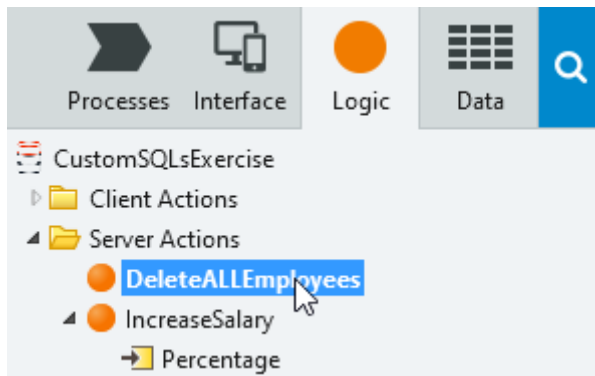 Processes Interface Logic Data
CustomSQLsExercise
Client Actions
Server Actions
DeleteALLEmployees
IncreaseSalary
Percentage